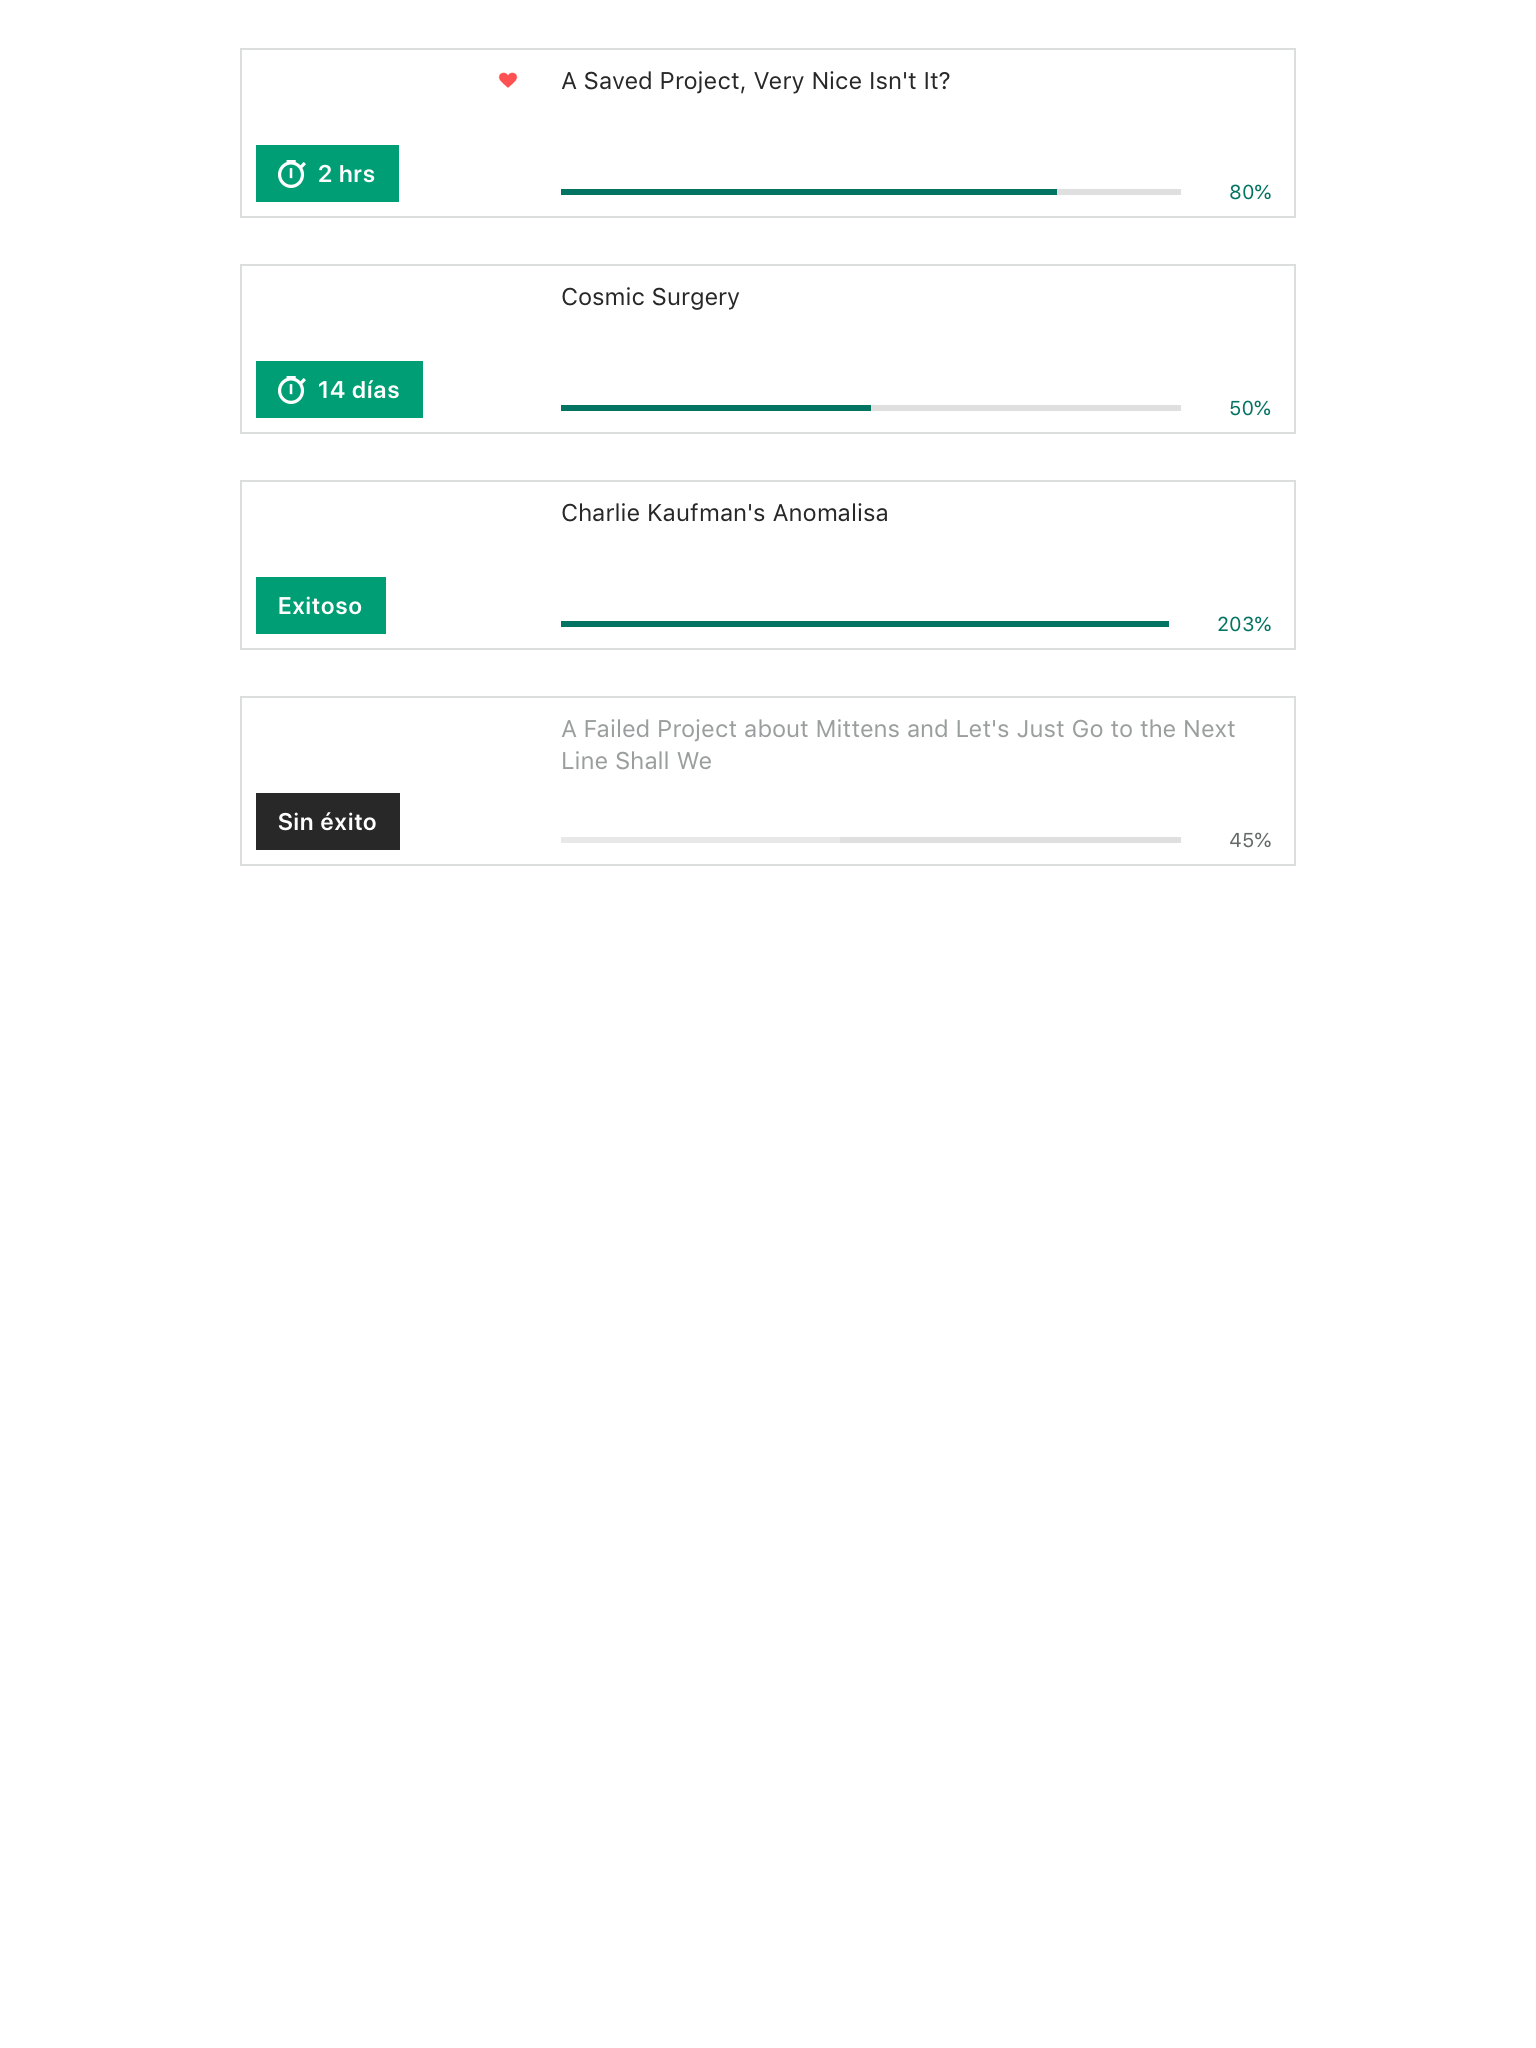 A Saved Project, Very Nice Isn't It?
2 hrs
80%
Cosmic Surgery
14 días
50%
Charlie Kaufman's Anomalisa
Exitoso
203%
A Failed Project about Mittens and Let's Just Go to the Next
Line Shall We
Sin éxito
45%